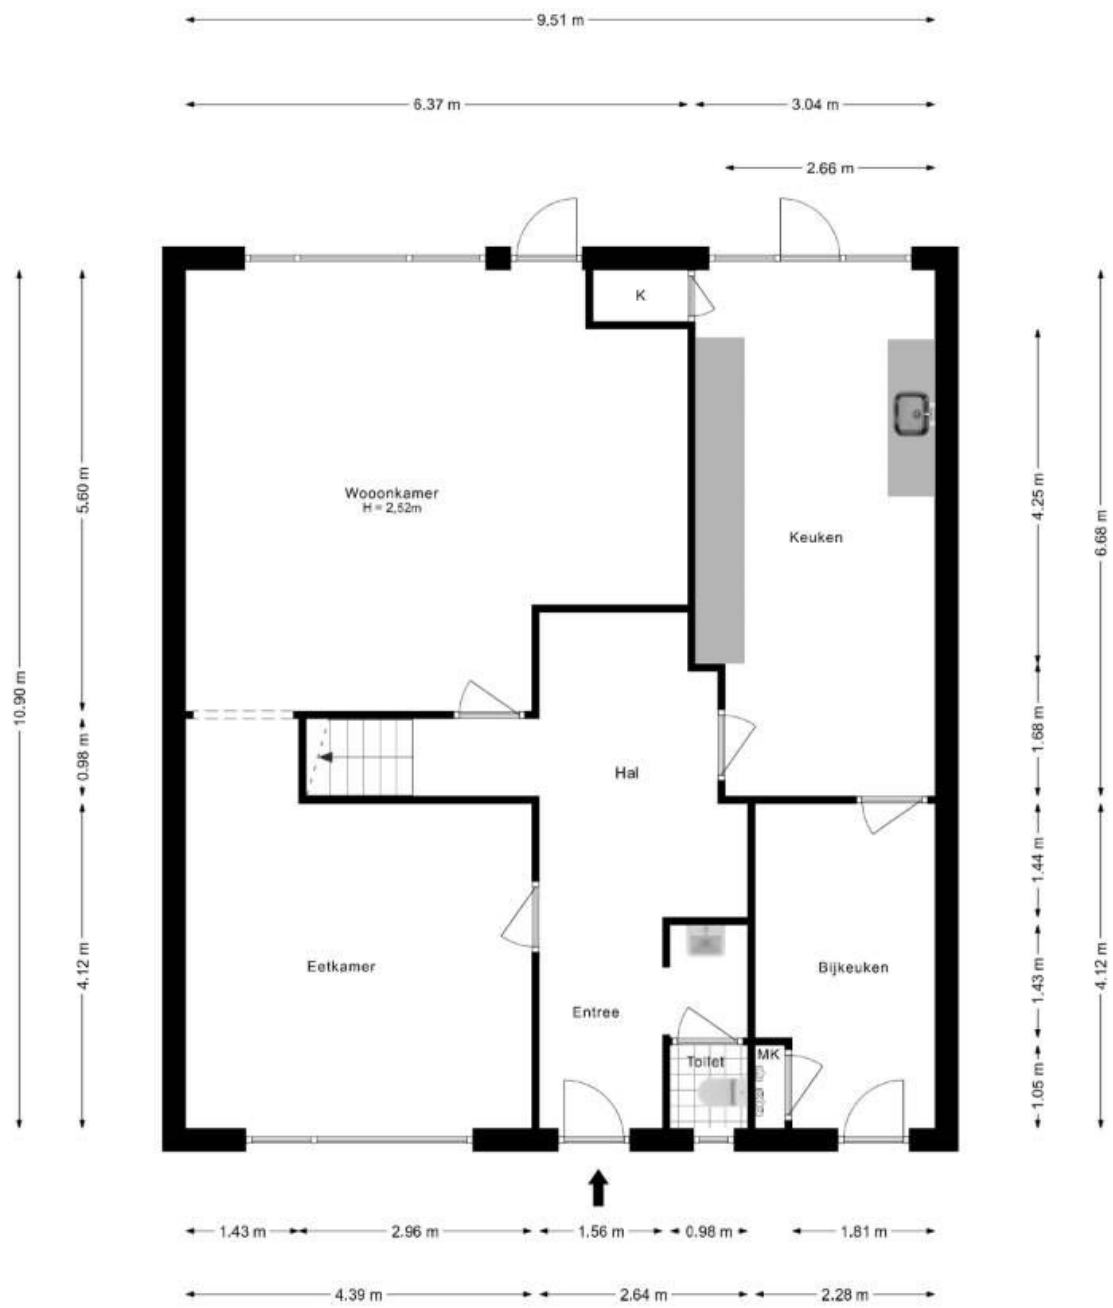 9.51 m
6.37 m
3.04 m
2.66 m
K
Wooonkamer
H = 2,52m
Keuken
5.60 m
4.25 m
6.68 m
10.90 m
0.98 m
1.68 m
Hal
1.44 m
4.12 m
Eetkamer
Bijkeuken
1.43 m
4.12 m
Entree
Toilet
MK
1.05 m
1.43 m
2.96 m
1.56 m
0.98 m
1.81 m
4.39 m
2.64 m
2.28 m